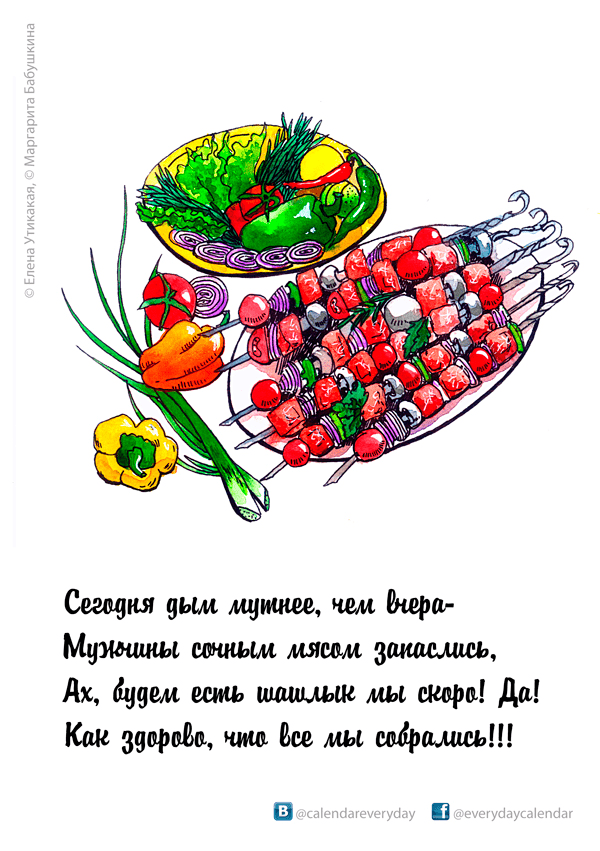 © Елена Утикакая, © Маргарита Бабушкина
Сегодня дым мутнее, чем вчера-
Мужчины сочным мясом запаслись,
Ах, будем есть шашлык мы скоро! Да!
Как здорово, что все мы собрались!!!
B @calendareveryday f @everydaycalendar